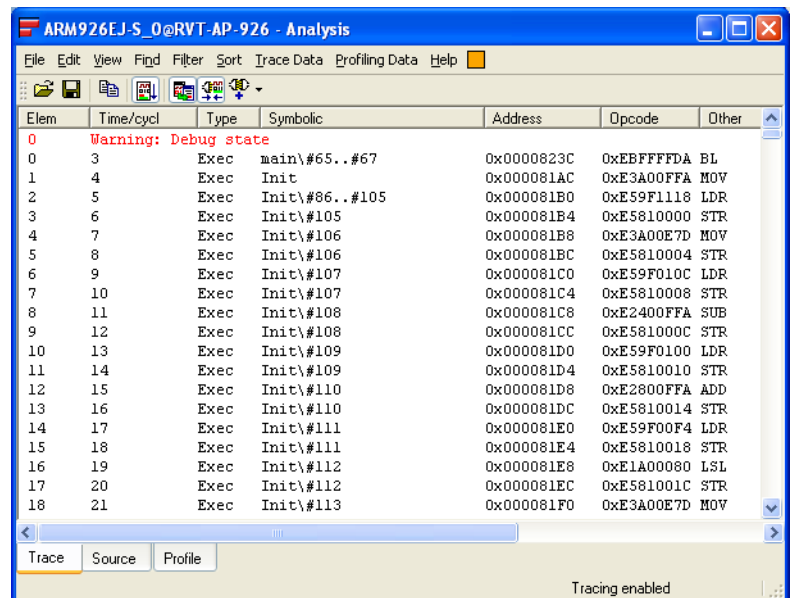 ARM926EJ-S_0@RVT-AP-926 - Analysis
File Edit View Find Filter Sort Trace Data Profiling Data Help
Elem Time/cycl Type Symbolic Address Opcode Other
0 Warning: Debug state
0 3 Exec main\#65..#67 0x0000823C 0xEBFFFFDA BL
1 4 Exec Init 0x000081AC 0xE3A00FFA MOV
2 5 Exec Init\#86..#105 0x000081B0 0xE59F1118 LDR
3 6 Exec Init\#105 0x000081B4 0xE5810000 STR
4 7 Exec Init\#106 0x000081B8 0xE3A00E7D MOV
5 8 Exec Init\#106 0x000081BC 0xE5810004 STR
6 9 Exec Init\#107 0x000081C0 0xE59F010C LDR
7 10 Exec Init\#107 0x000081C4 0xE5810008 STR
8 11 Exec Init\#108 0x000081C8 0xE2400FFA SUB
9 12 Exec Init\#108 0x000081CC 0xE581000C STR
10 13 Exec Init\#109 0x000081D0 0xE59F0100 LDR
11 14 Exec Init\#109 0x000081D4 0xE5810010 STR
12 15 Exec Init\#110 0x000081D8 0xE2800FFA ADD
13 16 Exec Init\#110 0x000081DC 0xE5810014 STR
14 17 Exec Init\#111 0x000081E0 0xE59F00F4 LDR
15 18 Exec Init\#111 0x000081E4 0xE5810018 STR
16 19 Exec Init\#112 0x000081E8 0xE1A00080 LSL
17 20 Exec Init\#112 0x000081EC 0xE581001C STR
18 21 Exec Init\#113 0x000081F0 0xE3A00E7D MOV
Trace Source Profile
Tracing enabled